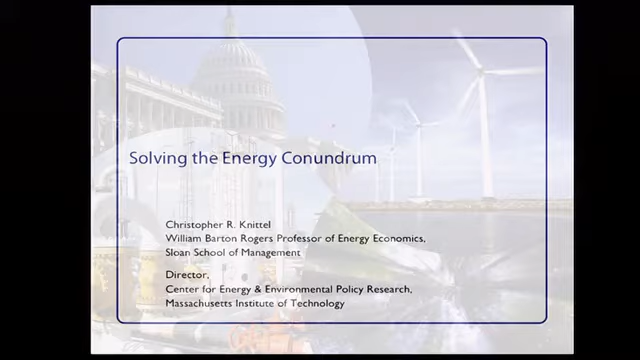 Solving the Energy Conundrum
Christopher R. Knittel
William Barton Rogers Professor of Energy Economics,
Sloan School of Management
Director,
Center for Energy & Environmental Policy Research,
Massachusetts Institute of Technology